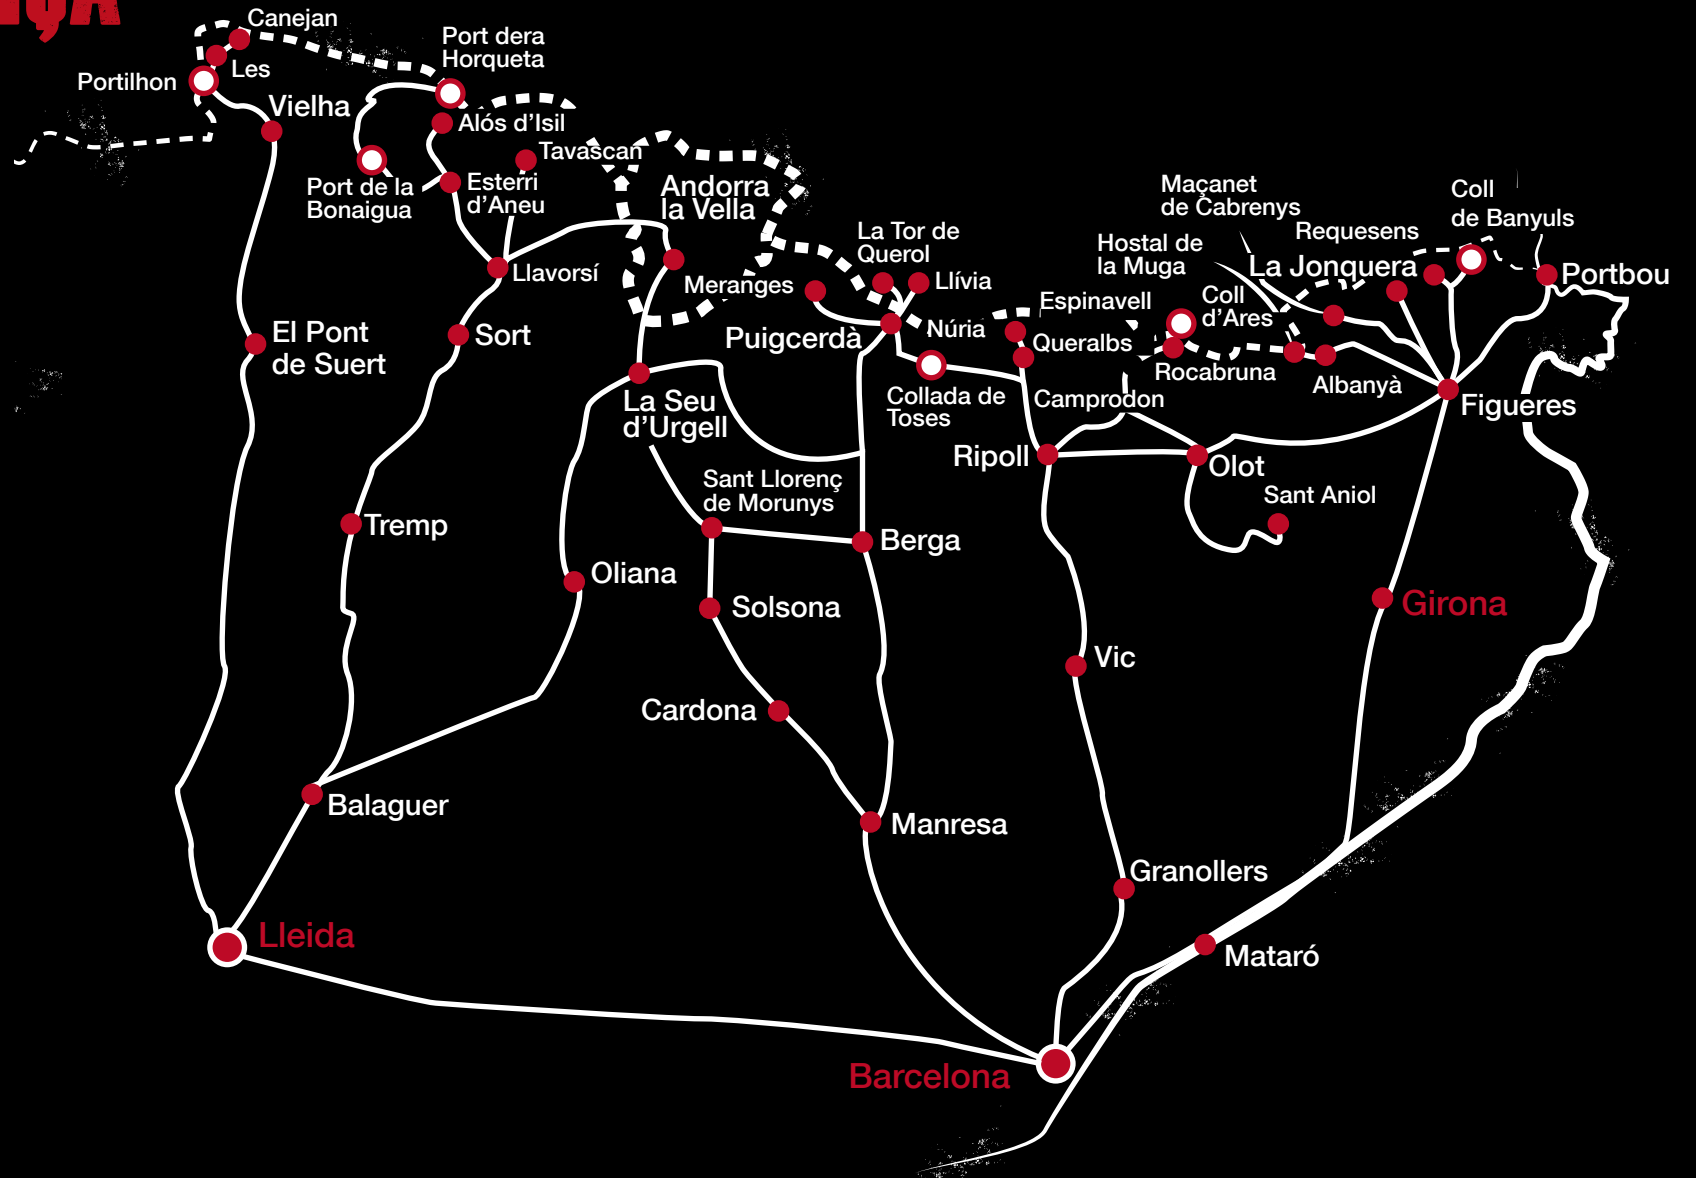 Canejan
Port dera
Horqueta
Les
Portilhon
Vielha
Alós d'Isil
Tavascan
Port de la
Bonaigua
Esterri
d'Aneu
Andorra
la Vella
Maçanet
de Cabrenys
Coll
de Banyuls
La Tor de
Querol
Hostal de
la Muga
Requesens
Llavorsí
Meranges
Llívia
La Jonquera
Portbou
Espinavell
Coll
d'Ares
El Pont
de Suert
Sort
Puigcerdà
Núria
Queralbs
Rocabruna
Albanyà
La Seu
d'Urgell
Collada de
Toses
Camprodon
Figueres
Ripoll
Olot
Sant Llorenç
de Morunys
Sant Aniol
Tremp
Berga
Oliana
Solsona
Girona
Vic
Cardona
Balaguer
Manresa
Granollers
Lleida
Mataró
Barcelona